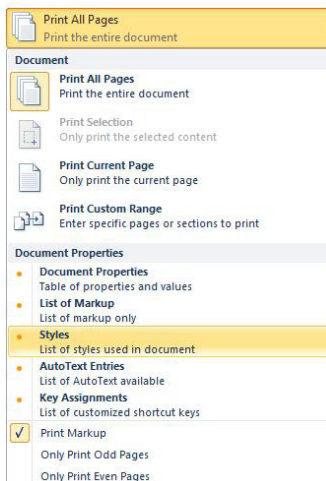 Print All Pages
Print the entire document
Document
Print All Pages
Print the entire document
Print Selection
Only print the selected content
Print Current Page
Only print the current page
Print Custom Range
Enter specific pages or sections to print
Document Properties
Document Properties
Table of properties and values
List of Markup
List of markup only
Styles
List of styles used in document
AutoText Entries
List of AutoText available
Key Assignments
List of customized shortcut keys
Print Markup
Only Print Odd Pages
Only Print Even Pages